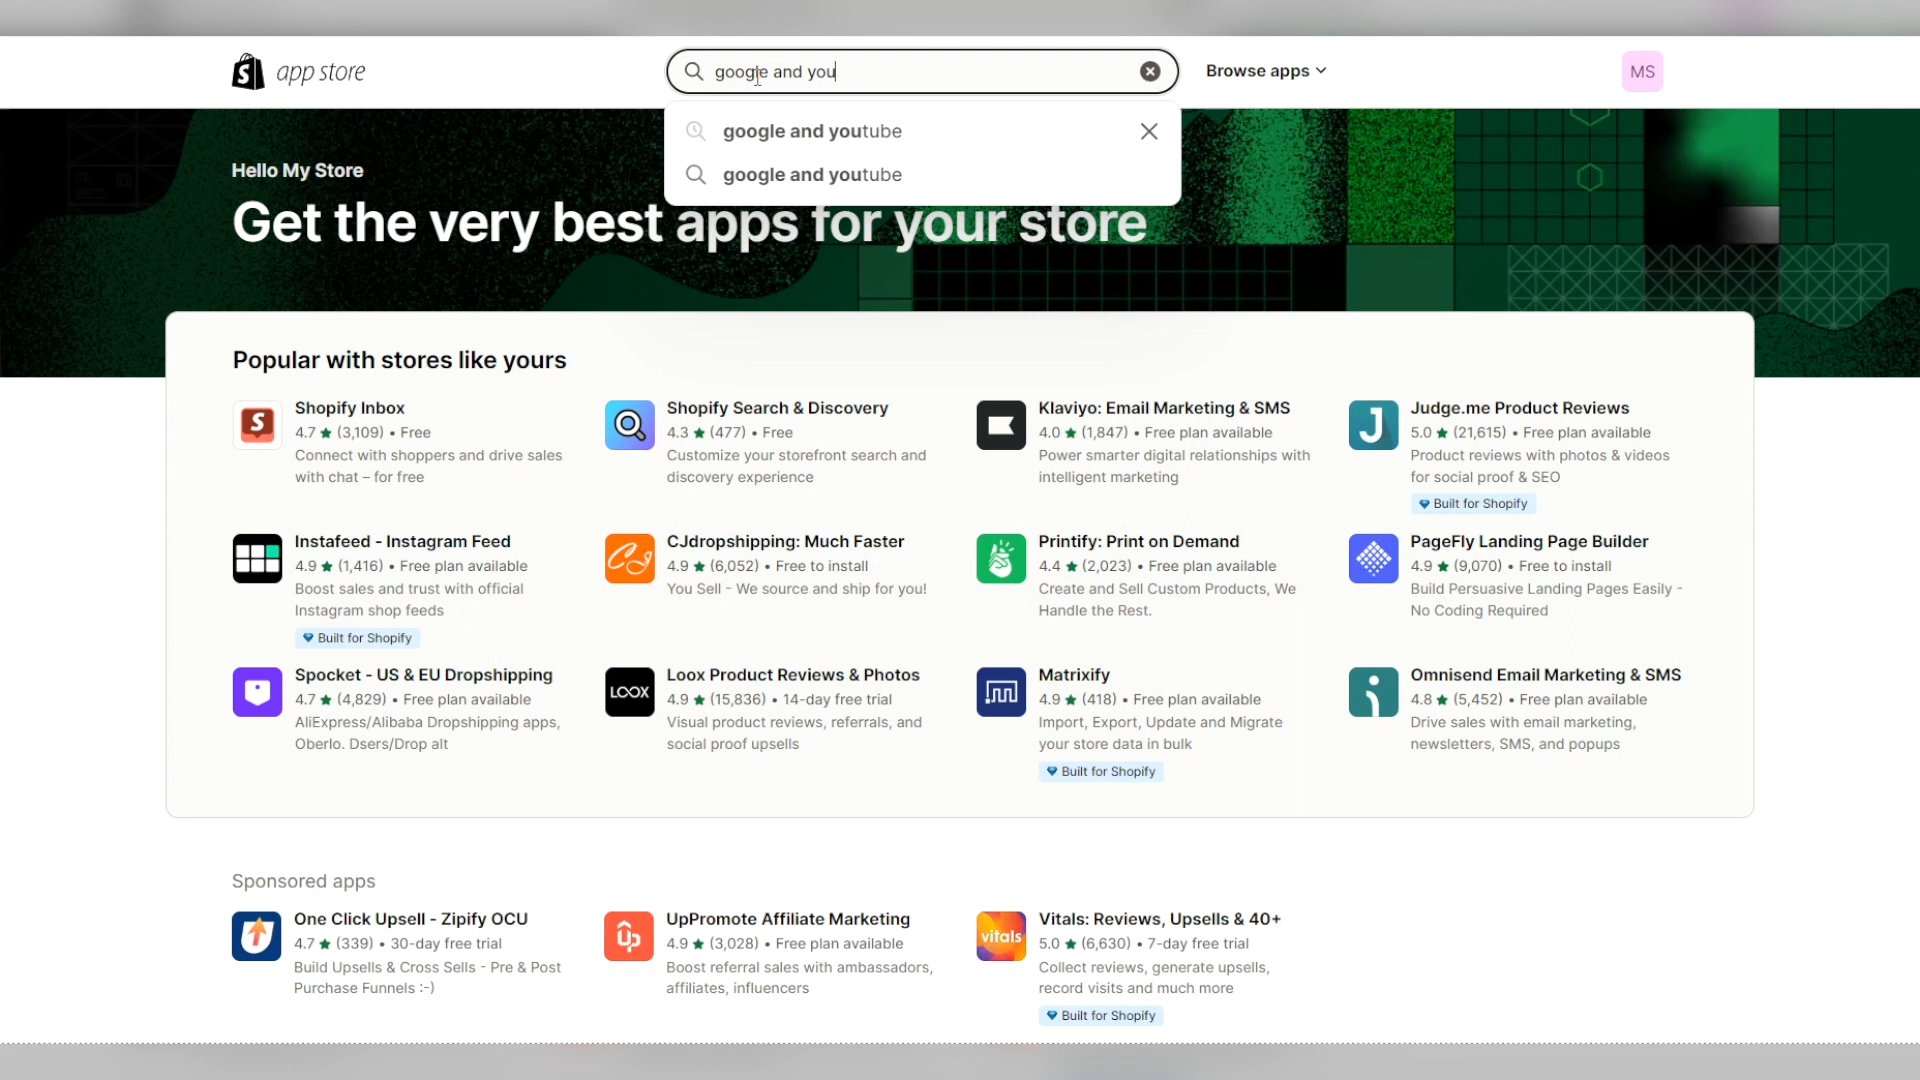 app store
google and you
Browse apps
MS
google and youtube
google and youtube
Hello My Store
Get the very best apps for your store
Popular with stores like yours
Shopify Inbox
4.7 ★ (3,109) • Free
Connect with shoppers and drive sales
with chat – for free
Shopify Search & Discovery
4.3 ★ (477) • Free
Customize your storefront search and
discovery experience
Klaviyo: Email Marketing & SMS
4.0 ★ (1,847) • Free plan available
Power smarter digital relationships with
intelligent marketing
J
Judge.me Product Reviews
5.0 ★ (21,615) • Free plan available
Product reviews with photos & videos
for social proof & SEO
Built for Shopify
Instafeed - Instagram Feed
4.9 ★ (1,416) • Free plan available
Boost sales and trust with official
Instagram shop feeds
Built for Shopify
CJdropshipping: Much Faster
4.9 ★ (6,052) • Free to install
You Sell - We source and ship for you!
Printify: Print on Demand
4.4 ★ (2,023) • Free plan available
Create and Sell Custom Products, We
Handle the Rest.
PageFly Landing Page Builder
4.9 ★ (9,070) • Free to install
Build Persuasive Landing Pages Easily -
No Coding Required
Spocket - US & EU Dropshipping
4.7 ★ (4,829) • Free plan available
AliExpress/Alibaba Dropshipping apps,
Oberlo. Dsers/Drop alt
LOOX
Loox Product Reviews & Photos
4.9 ★ (15,836) • 14-day free trial
Visual product reviews, referrals, and
social proof upsells
Matrixify
4.9 ★ (418) • Free plan available
Import, Export, Update and Migrate
your store data in bulk
Built for Shopify
Omnisend Email Marketing & SMS
4.8 ★ (5,452) • Free plan available
Drive sales with email marketing,
newsletters, SMS, and popups
Sponsored apps
One Click Upsell - Zipify OCU
4.7 ★ (339) • 30-day free trial
Build Upsells & Cross Sells - Pre & Post
Purchase Funnels :-)
Up
UpPromote Affiliate Marketing
4.9 ★ (3,028) • Free plan available
Boost referral sales with ambassadors,
affiliates, influencers
vitals
Vitals: Reviews, Upsells & 40+
5.0 ★ (6,630) • 7-day free trial
Collect reviews, generate upsells,
record visits and much more
Built for Shopify